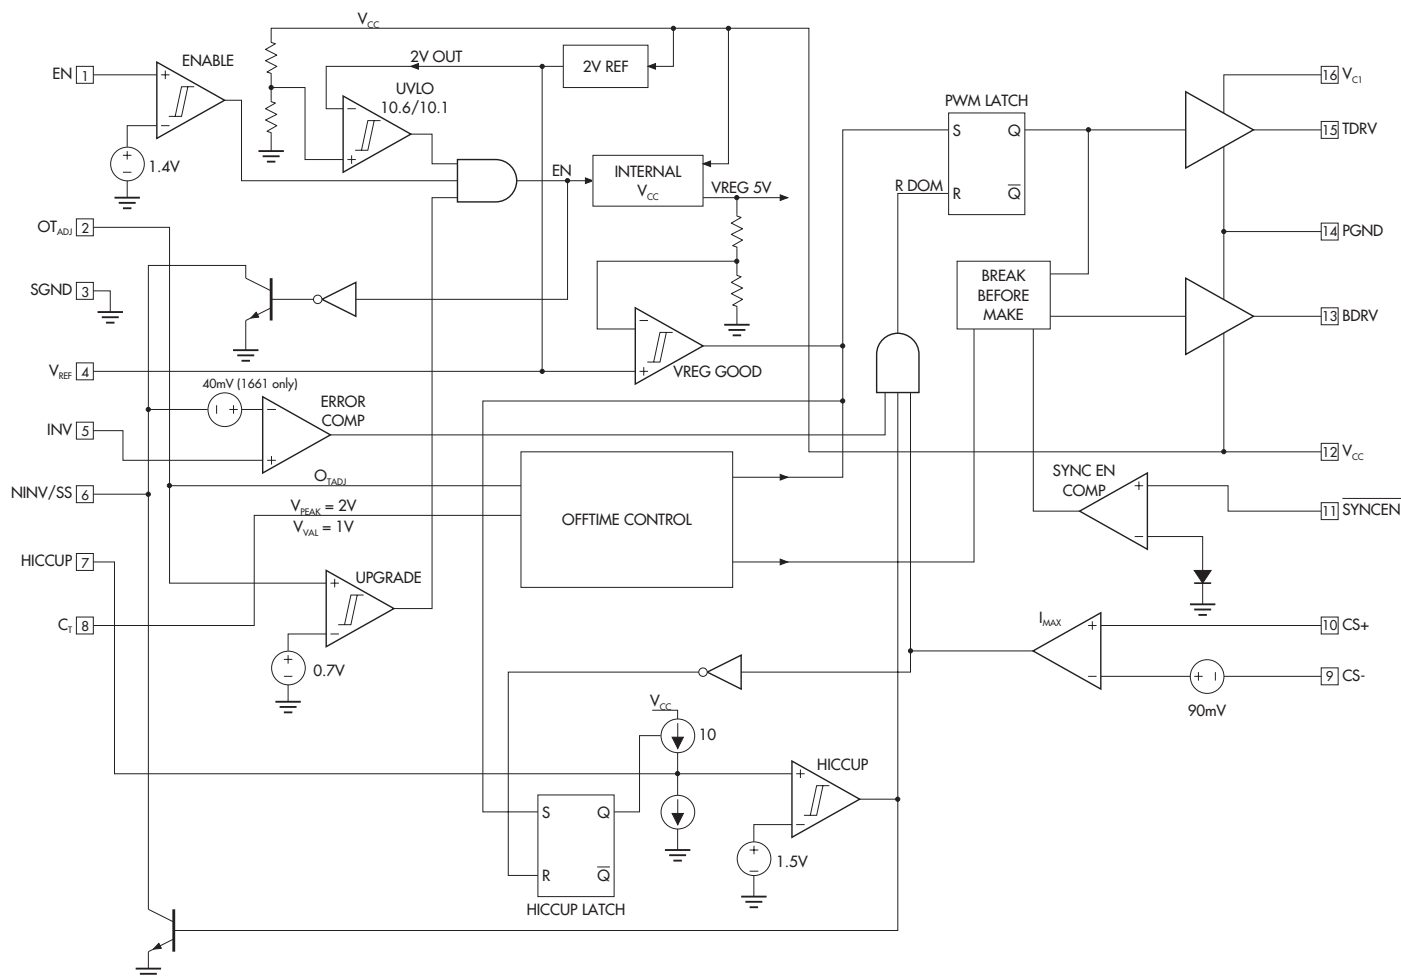 V_CC
ENABLE
EN 1
+
−
1.4V
2V OUT
2V REF
UVLO
10.6/10.1
−
+
EN
INTERNAL
V_CC
VREG 5V
PWM LATCH
S Q
R DOM
R Q̅
16 V_C1
15 TDRV
14 PGND
13 BDRV
12 V_CC
11 S̅Y̅N̅C̅E̅N̅
10 CS+
9 CS-
OT_ADJ 2
SGND 3
V_REF 4
INV 5
NINV/SS 6
HICCUP 7
C_T 8
BREAK
BEFORE
MAKE
−
+
VREG GOOD
40mV (1661 only)
− +
−
+
ERROR
COMP
O_TADJ
V_PEAK = 2V
V_VAL = 1V
OFFTIME CONTROL
SYNC EN
COMP
+
−
UPGRADE
+
−
+
−
0.7V
I_MAX
+
−
+ −
90mV
V_CC
10
HICCUP
+
−
+
−
1.5V
S Q
R Q̅
HICCUP LATCH